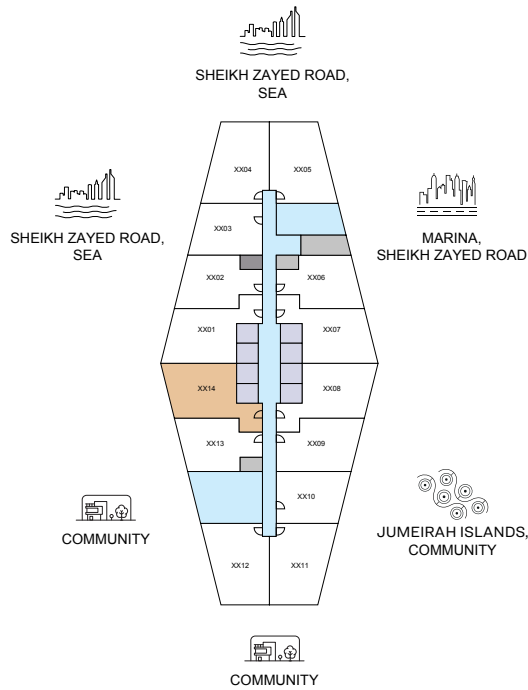 SHEIKH ZAYED ROAD,
SEA
XX04
XX05
SHEIKH ZAYED ROAD,
SEA
XX03
MARINA,
SHEIKH ZAYED ROAD
XX02
XX06
XX01
XX07
XX14
XX08
XX13
XX09
XX10
COMMUNITY
JUMEIRAH ISLANDS,
COMMUNITY
XX12
XX11
COMMUNITY